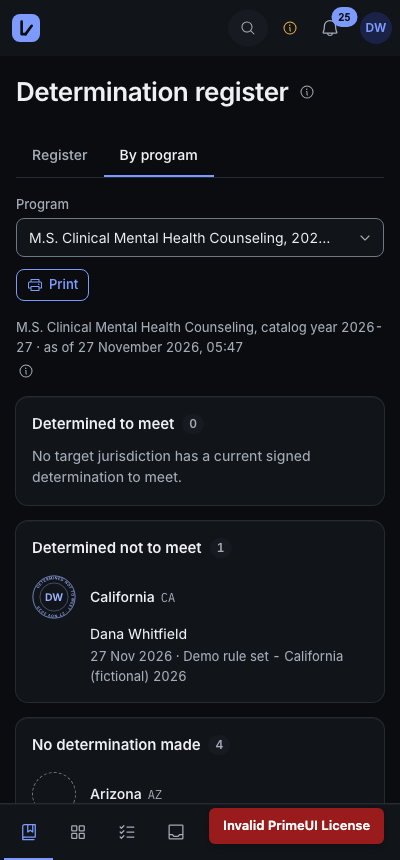 25
DW
Determination register
Register
By program
Program
M.S. Clinical Mental Health Counseling, 202...
Print
M.S. Clinical Mental Health Counseling, catalog year 2026-
27 · as of 27 November 2026, 05:47
Determined to meet 0
No target jurisdiction has a current signed
determination to meet.
Determined not to meet 1
DW
California CA
Dana Whitfield
27 Nov 2026 · Demo rule set - California
(fictional) 2026
No determination made 4
Arizona AZ
Invalid PrimeUI License